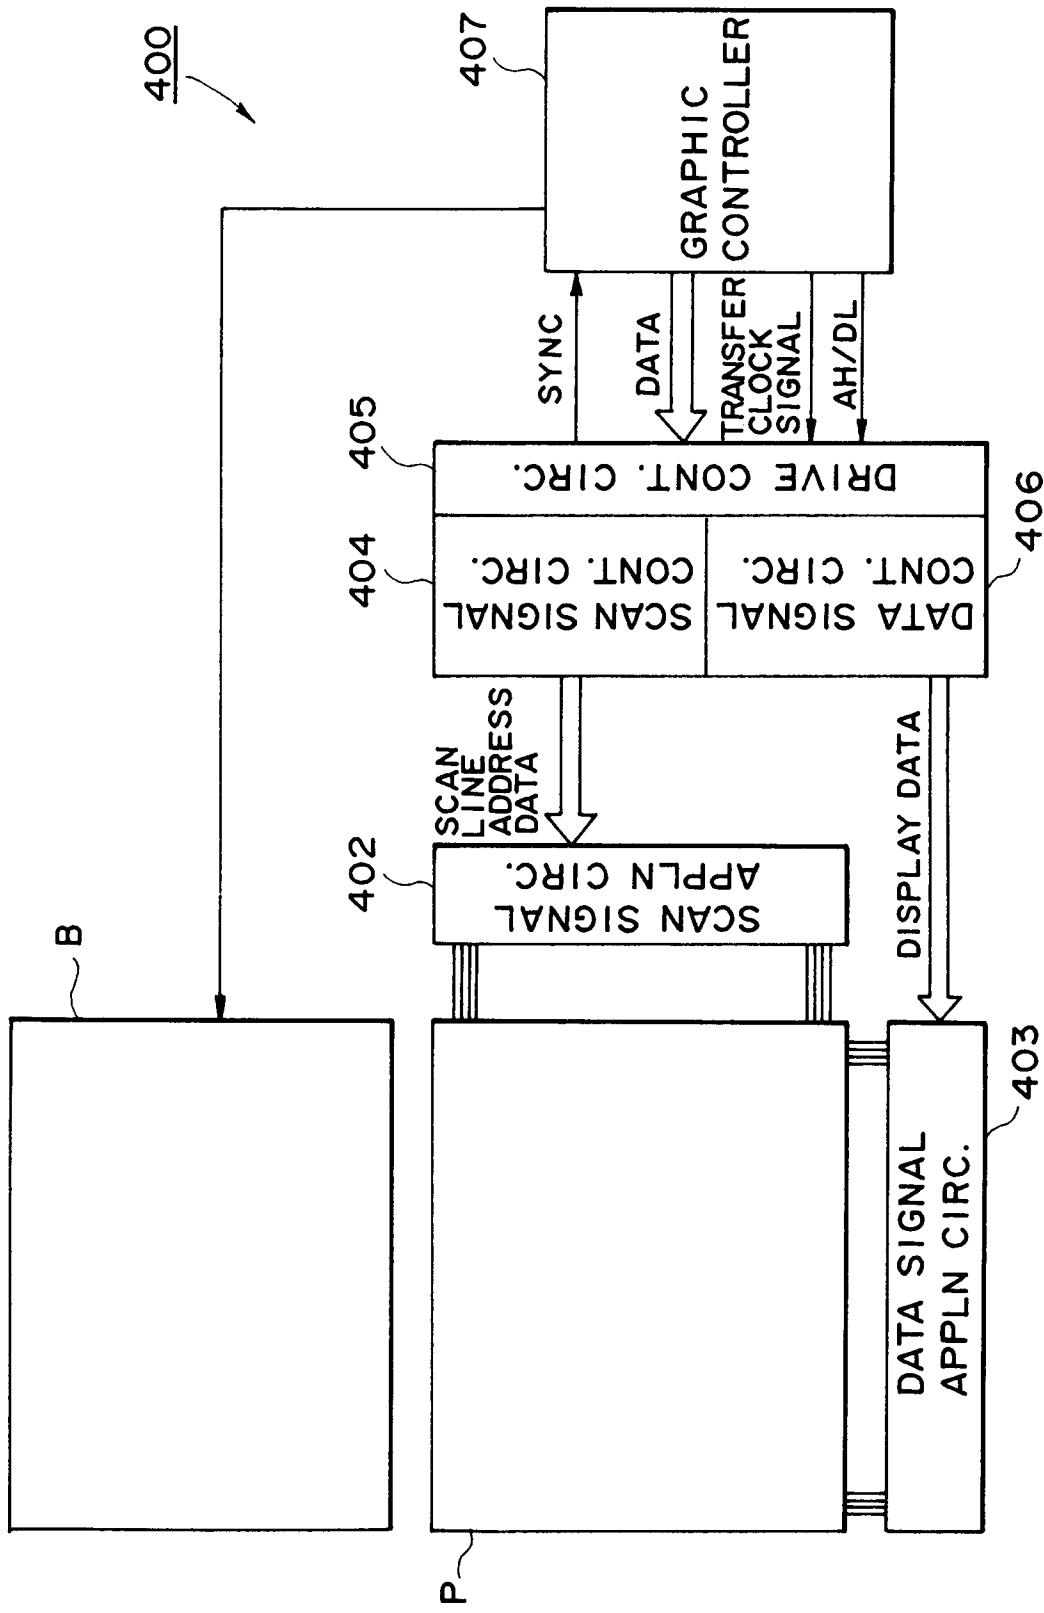 400
407
GRAPHIC
CONTROLLER
SYNC
DATA
TRANSFER
CLOCK
SIGNAL
AH/DL
405
DRIVE CONT. CIRC.
404
SCAN SIGNAL
CONT. CIRC.
406
DATA SIGNAL
CONT. CIRC.
SCAN
LINE
ADDRESS
DATA
402
SCAN SIGNAL
APPLN CIRC.
DISPLAY DATA
B
P
403
DATA SIGNAL
APPLN CIRC.